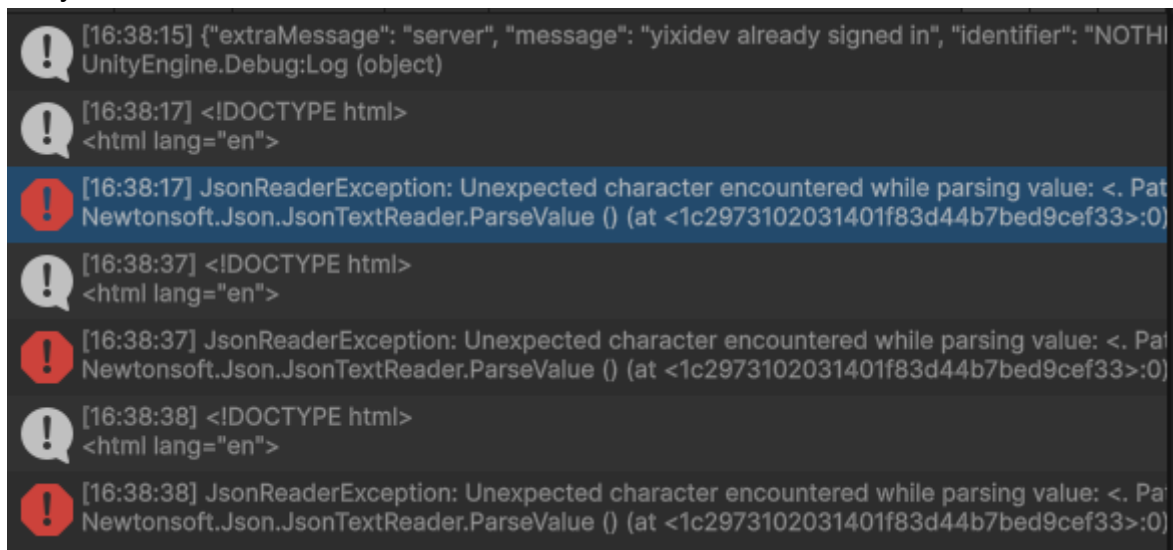 [16:38:15] {"extraMessage": "server", "message": "yixidev already signed in", "identifier": "NOTHI
UnityEngine.Debug:Log (object)
[16:38:17] <!DOCTYPE html>
<html lang="en">
[16:38:17] JsonReaderException: Unexpected character encountered while parsing value: <. Pat
Newtonsoft.Json.JsonTextReader.ParseValue () (at <1c2973102031401f83d44b7bed9cef33>:0)
[16:38:37] <!DOCTYPE html>
<html lang="en">
[16:38:37] JsonReaderException: Unexpected character encountered while parsing value: <. Pat
Newtonsoft.Json.JsonTextReader.ParseValue () (at <1c2973102031401f83d44b7bed9cef33>:0)
[16:38:38] <!DOCTYPE html>
<html lang="en">
[16:38:38] JsonReaderException: Unexpected character encountered while parsing value: <. Pat
Newtonsoft.Json.JsonTextReader.ParseValue () (at <1c2973102031401f83d44b7bed9cef33>:0)